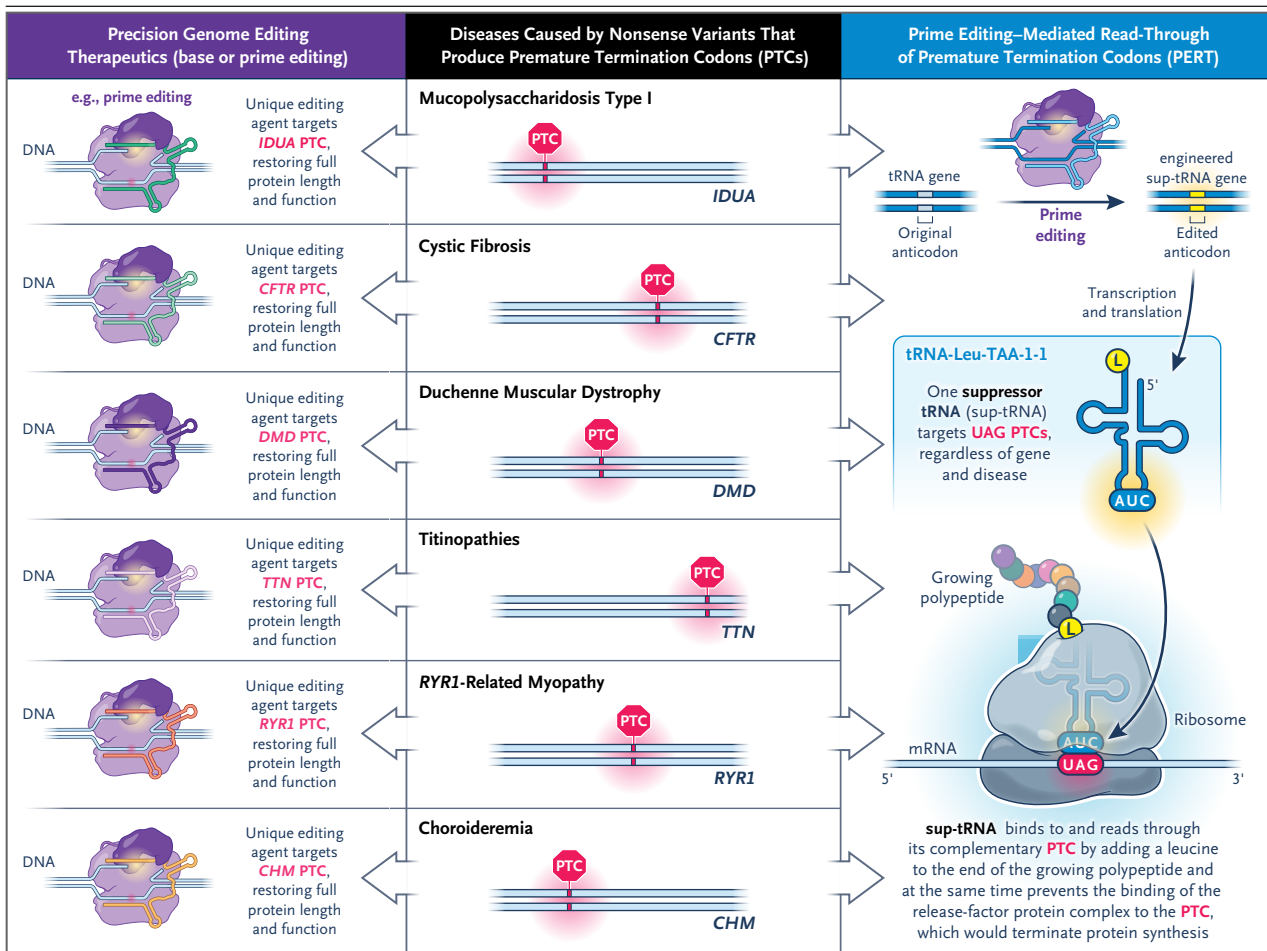 Precision Genome Editing
Therapeutics (base or prime editing)
Diseases Caused by Nonsense Variants That
Produce Premature Termination Codons (PTCs)
Prime Editing–Mediated Read-Through
of Premature Termination Codons (PERT)
e.g., prime editing
DNA
Unique editing
agent targets
IDUA PTC,
restoring full
protein length
and function
Mucopolysaccharidosis Type I
PTC
IDUA
DNA
Unique editing
agent targets
CFTR PTC,
restoring full
protein length
and function
Cystic Fibrosis
PTC
CFTR
DNA
Unique editing
agent targets
DMD PTC,
restoring full
protein length
and function
Duchenne Muscular Dystrophy
PTC
DMD
DNA
Unique editing
agent targets
TTN PTC,
restoring full
protein length
and function
Titinopathies
PTC
TTN
DNA
Unique editing
agent targets
RYR1 PTC,
restoring full
protein length
and function
RYR1-Related Myopathy
PTC
RYR1
DNA
Unique editing
agent targets
CHM PTC,
restoring full
protein length
and function
Choroideremia
PTC
CHM
tRNA gene
engineered
sup-tRNA gene
Prime
editing
Original
anticodon
Edited
anticodon
Transcription
and translation
tRNA-Leu-TAA-1-1
L
5'
One suppressor
tRNA (sup-tRNA)
targets UAG PTCs,
regardless of gene
and disease
AUC
Growing
polypeptide
L
Ribosome
mRNA
AUC
UAG
5'
3'
sup-tRNA binds to and reads through
its complementary PTC by adding a leucine
to the end of the growing polypeptide and
at the same time prevents the binding of the
release-factor protein complex to the PTC,
which would terminate protein synthesis